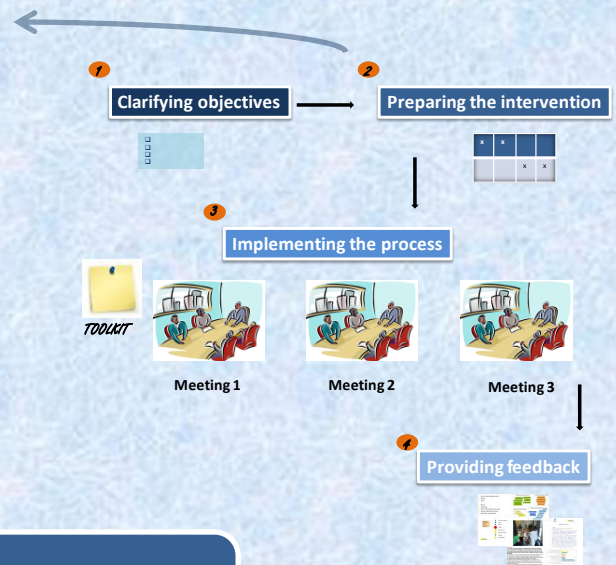 1
2
Clarifying objectives
Preparing the intervention
x x
x x
3
Implementing the process
TOOLKIT
Meeting 1
Meeting 2
Meeting 3
4
Providing feedback